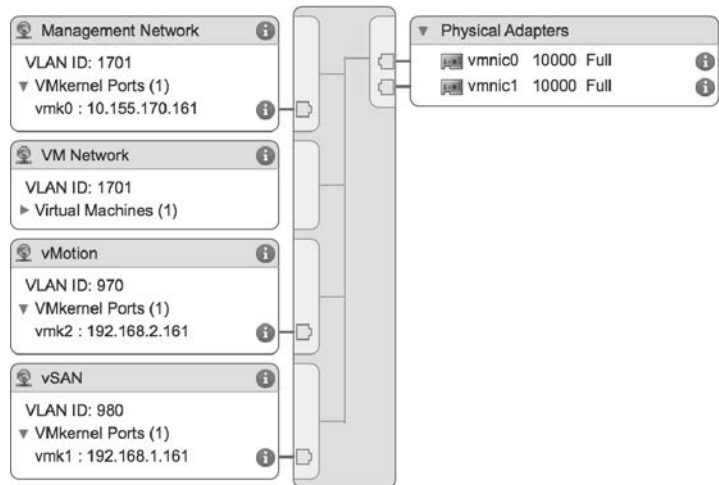 Management Network
VLAN ID: 1701
VMkernel Ports (1)
vmk0 : 10.155.170.161
VM Network
VLAN ID: 1701
Virtual Machines (1)
vMotion
VLAN ID: 970
VMkernel Ports (1)
vmk2 : 192.168.2.161
vSAN
VLAN ID: 980
VMkernel Ports (1)
vmk1 : 192.168.1.161
Physical Adapters
vmnic0 10000 Full
vmnic1 10000 Full